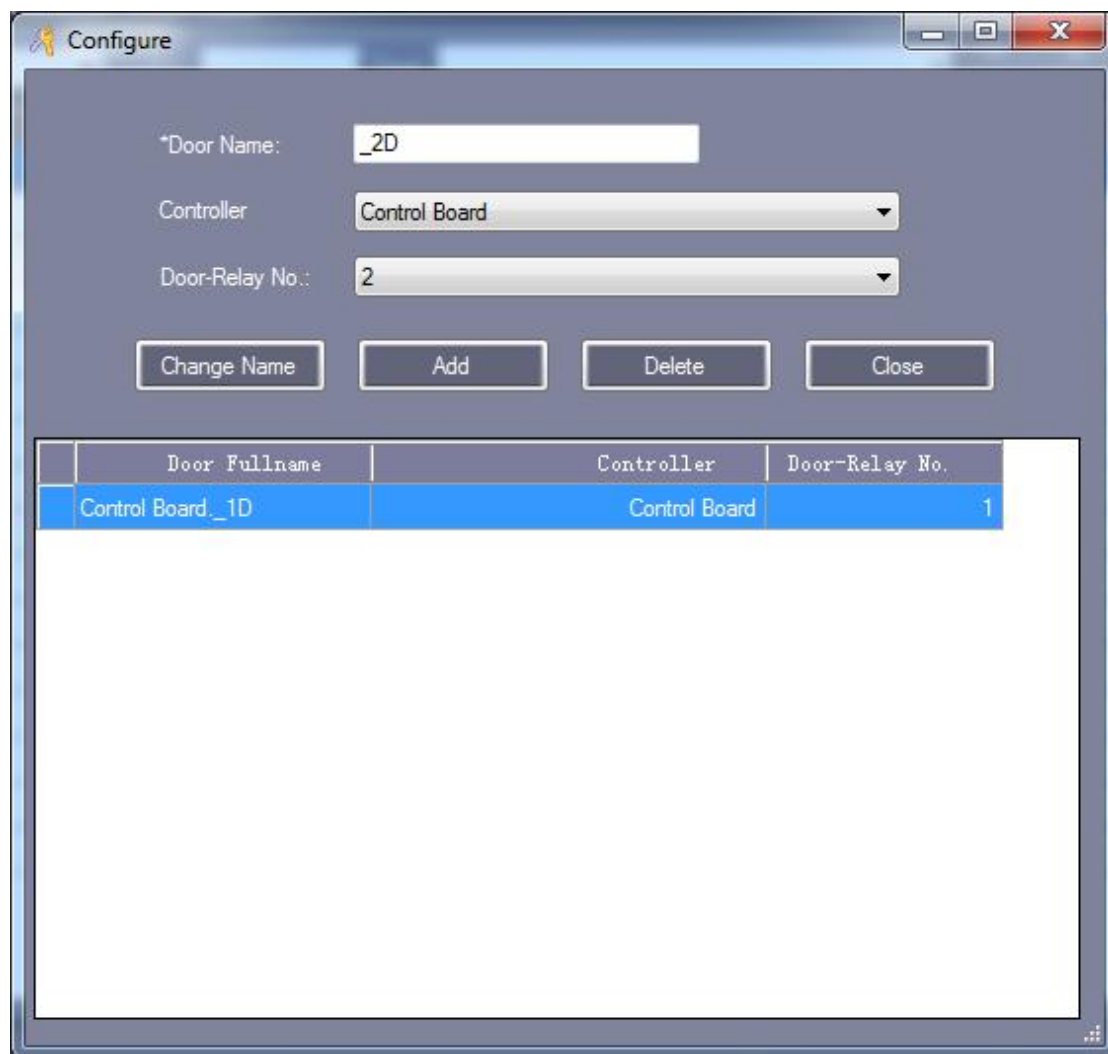 Configure
*Door Name: _2D
Controller Control Board
Door-Relay No.: 2
Change Name Add Delete Close
Door Fullname Controller Door-Relay No.
Control Board._1D Control Board 1